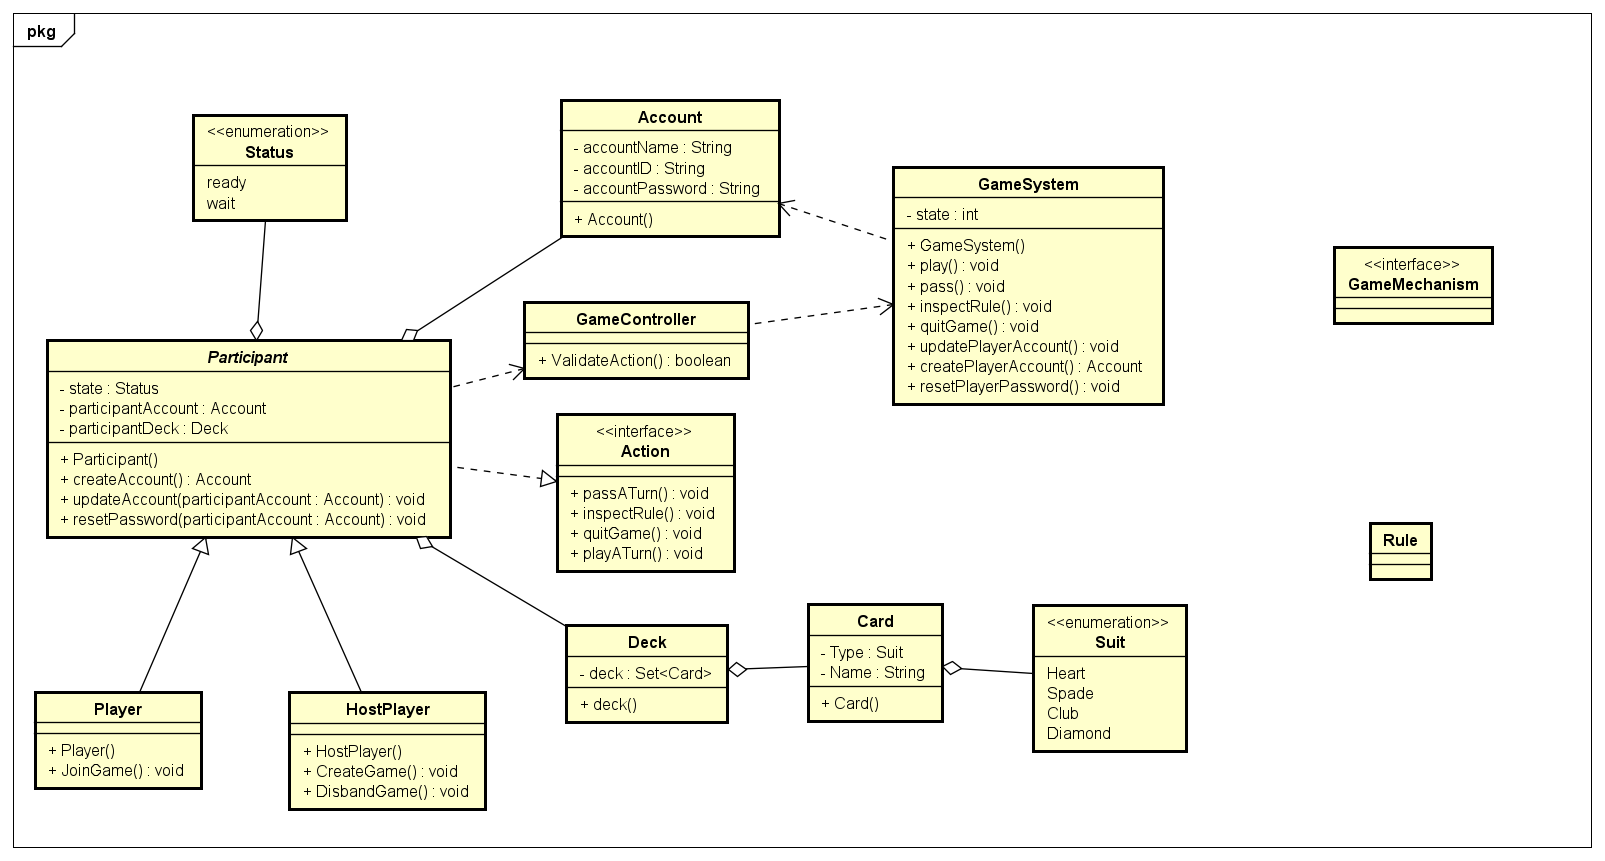 pkg
<<enumeration>>
Status
ready
wait
Account
- accountName : String
- accountID : String
- accountPassword : String
+ Account()
GameSystem
- state : int
+ GameSystem()
+ play() : void
+ pass() : void
+ inspectRule() : void
+ quitGame() : void
+ updatePlayerAccount() : void
+ createPlayerAccount() : Account
+ resetPlayerPassword() : void
<<interface>>
GameMechanism
GameController
+ ValidateAction() : boolean
Participant
- state : Status
- participantAccount : Account
- participantDeck : Deck
+ Participant()
+ createAccount() : Account
+ updateAccount(participantAccount : Account) : void
+ resetPassword(participantAccount : Account) : void
<<interface>>
Action
+ passATurn() : void
+ inspectRule() : void
+ quitGame() : void
+ playATurn() : void
Rule
Deck
- deck : Set<Card>
+ deck()
Card
- Type : Suit
- Name : String
+ Card()
<<enumeration>>
Suit
Heart
Spade
Club
Diamond
Player
+ Player()
+ JoinGame() : void
HostPlayer
+ HostPlayer()
+ CreateGame() : void
+ DisbandGame() : void